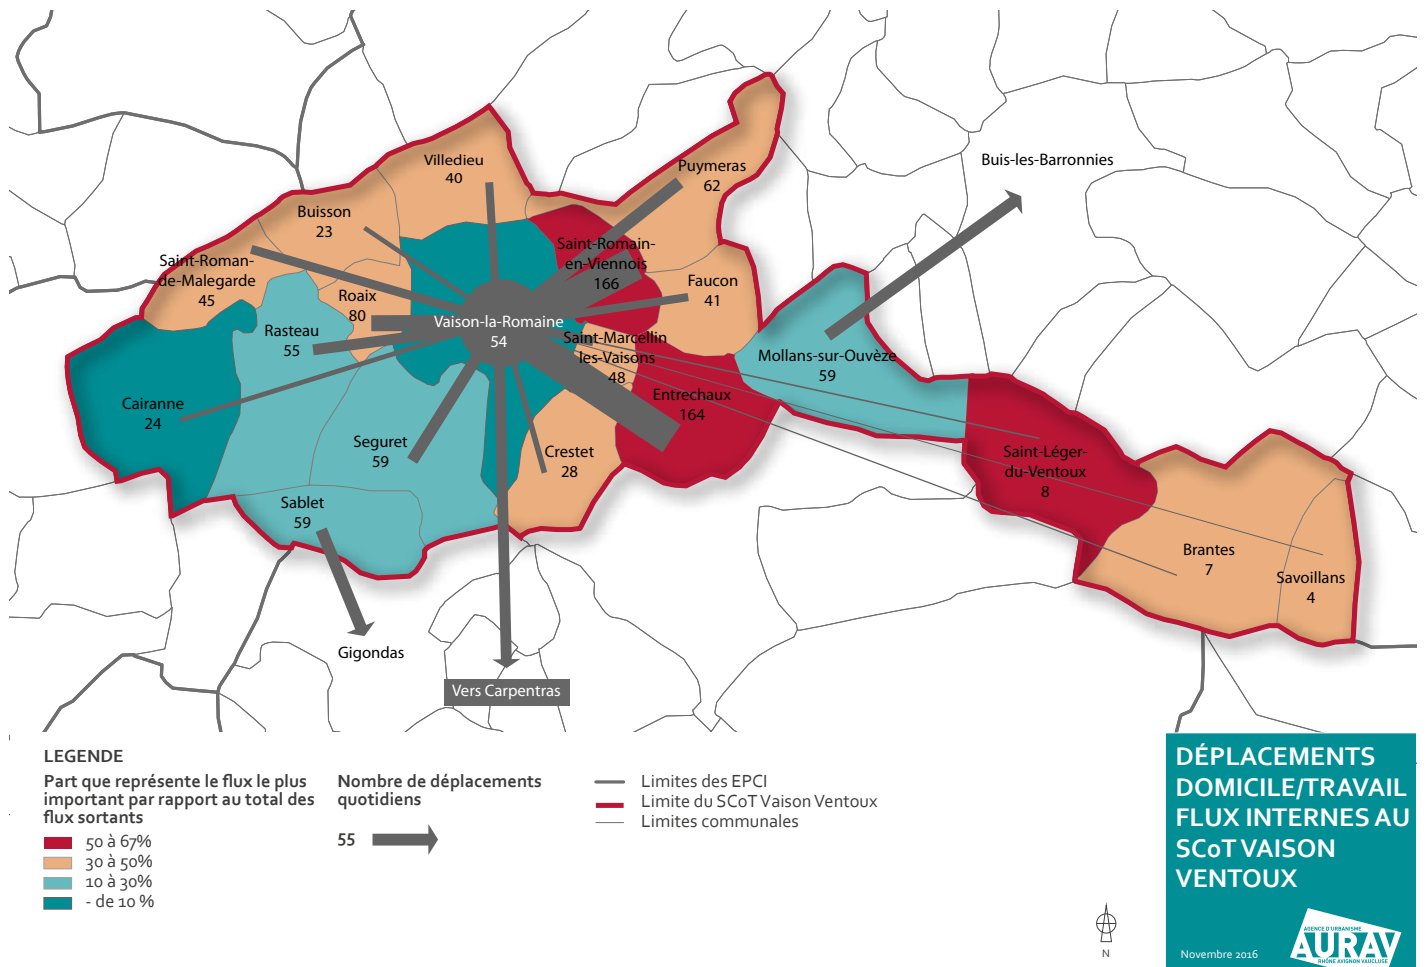 Villedieu
40
Puymeras
62
Buis-les-Barronnies
Buisson
23
Saint-Roman-
de-Malegarde
45
Saint-Romain-
en-Viennois
166
Faucon
41
Roaix
80
Rasteau
55
Vaison-la-Romaine
54
Saint-Marcellin
les-Vaisons
48
Mollans-sur-Ouvèze
59
Cairanne
24
Entrechaux
164
Seguret
59
Crestet
28
Saint-Léger-
du-Ventoux
8
Sablet
59
Brantes
7
Savoillans
4
Gigondas
Vers Carpentras
LEGENDE
Part que représente le flux le plus
important par rapport au total des
flux sortants
50 à 67%
30 à 50%
10 à 30%
- de 10 %
Nombre de déplacements
quotidiens
55
Limites des EPCI
Limite du SCoT Vaison Ventoux
Limites communales
N
DÉPLACEMENTS
DOMICILE/TRAVAIL
FLUX INTERNES AU
SCoT VAISON
VENTOUX
Novembre 2016
AGENCE D'URBANISME
AURAV
RHÔNE AVIGNON VAUCLUSE